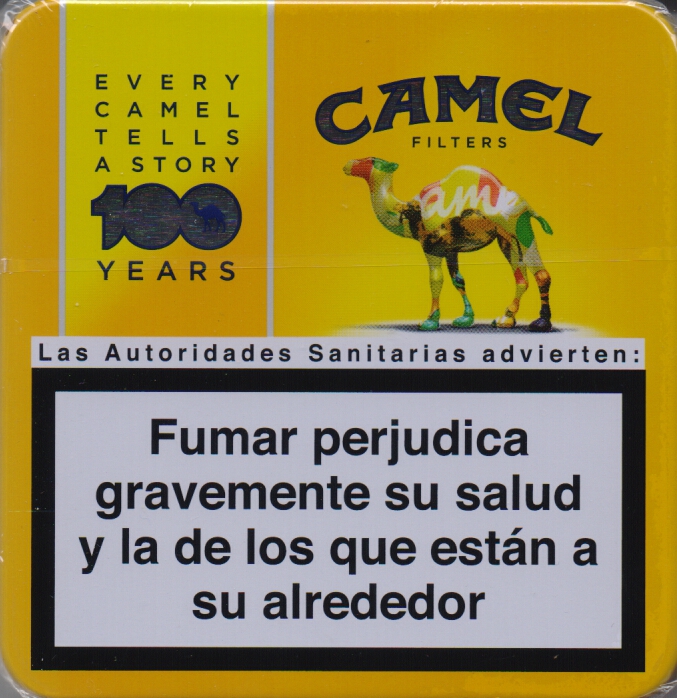 EVERY
CAMEL
TELLS
A STORY
100
YEARS
CAMEL
FILTERS
came
Las Autoridades Sanitarias advierten:
Fumar perjudica
gravemente su salud
y la de los que están a
su alrededor